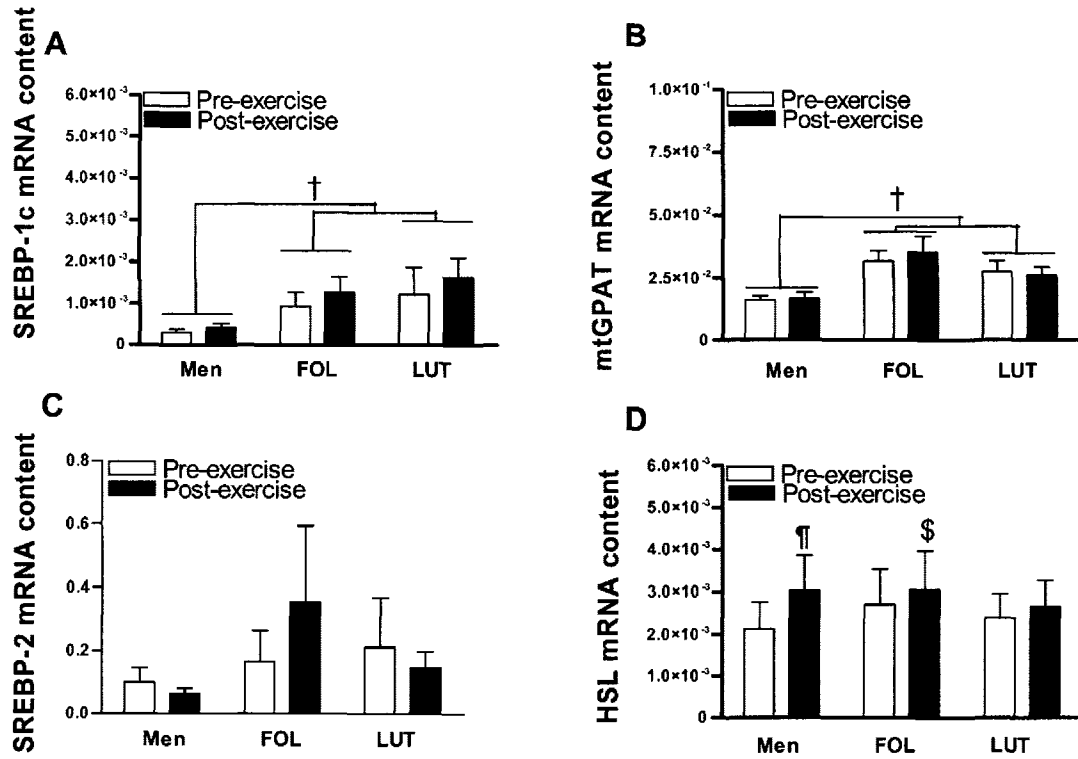 A
SREBP-1c mRNA content
6.0×10⁻³
5.0×10⁻³
4.0×10⁻³
3.0×10⁻³
2.0×10⁻³
1.0×10⁻³
0
Pre-exercise
Post-exercise
†
Men FOL LUT
B
mtGPAT mRNA content
1.0×10⁻¹
7.5×10⁻²
5.0×10⁻²
2.5×10⁻²
0
Pre-exercise
Post-exercise
†
Men FOL LUT
C
SREBP-2 mRNA content
0.8
0.6
0.4
0.2
0.0
Pre-exercise
Post-exercise
Men FOL LUT
D
HSL mRNA content
6.0×10⁻³
5.0×10⁻³
4.0×10⁻³
3.0×10⁻³
2.0×10⁻³
1.0×10⁻³
0
Pre-exercise
Post-exercise
¶ $
Men FOL LUT